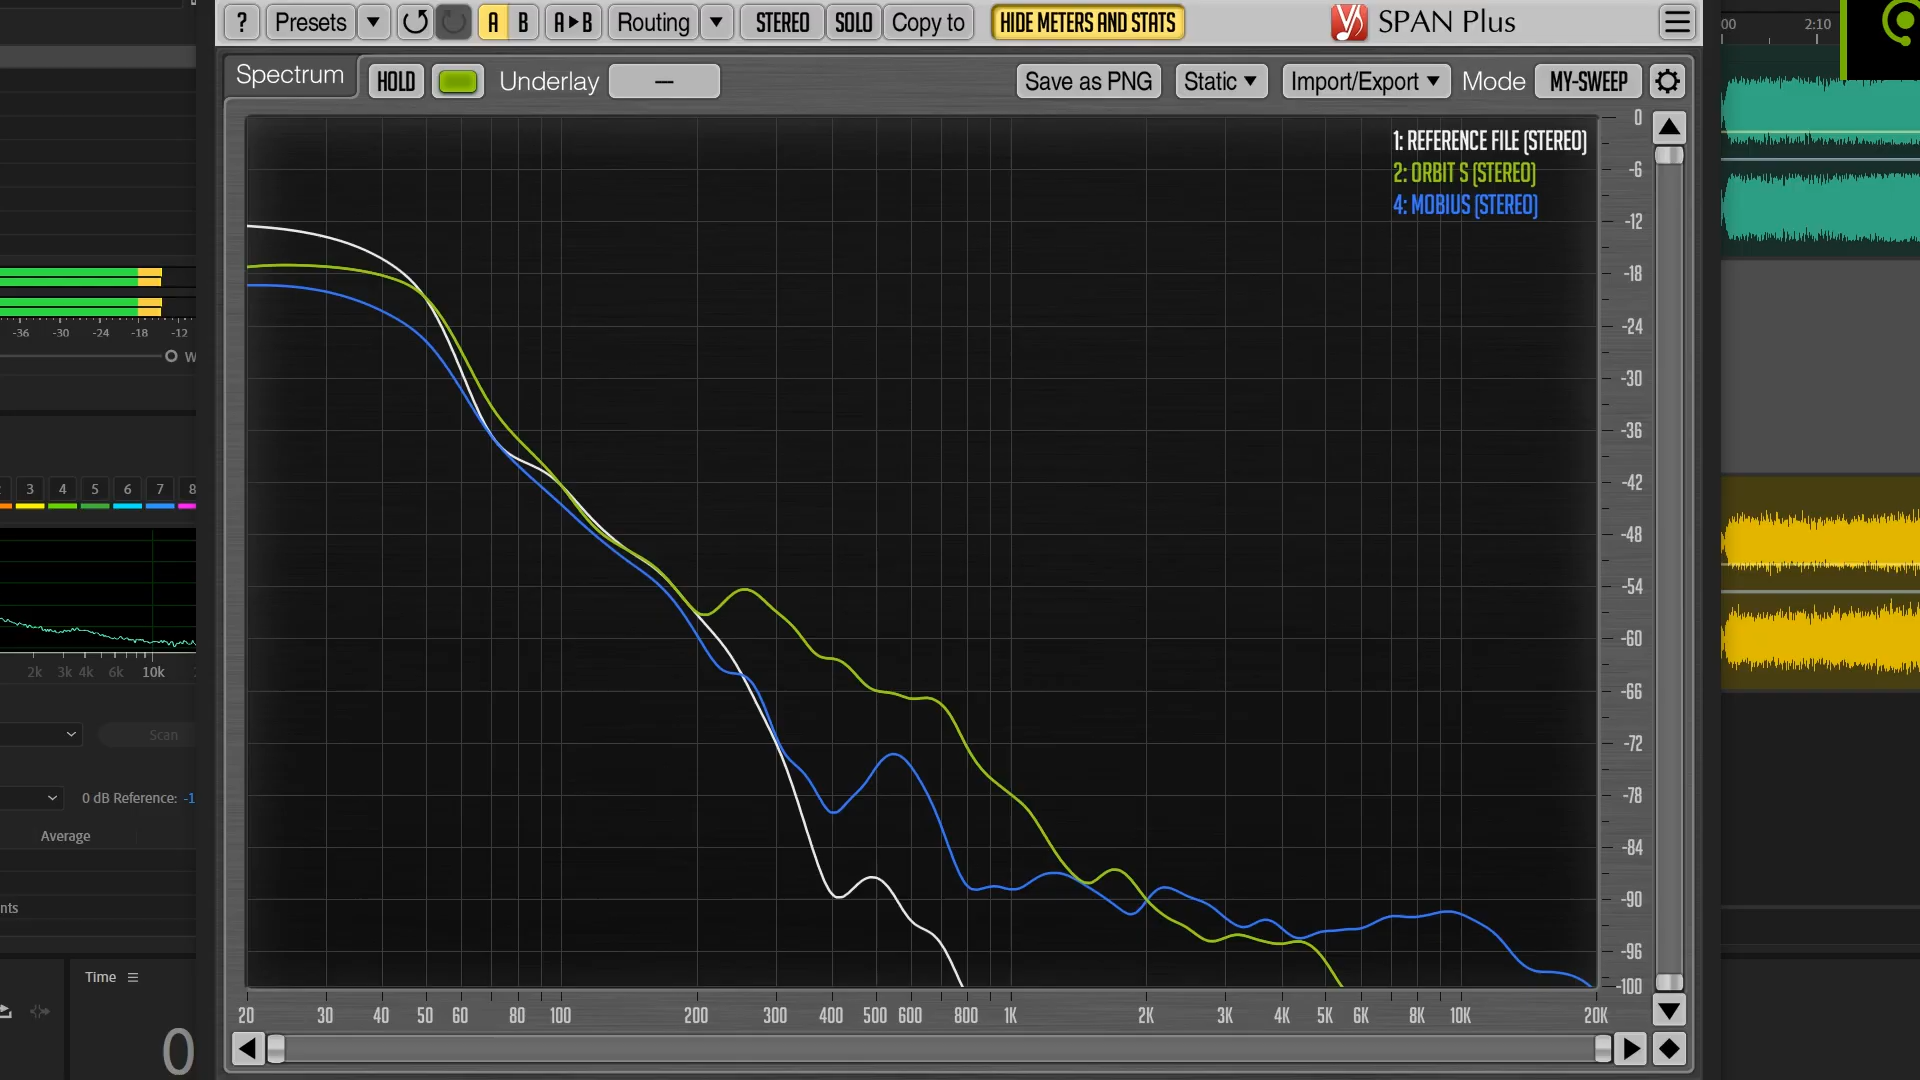 ? Presets A B A▸B Routing STEREO SOLO Copy to HIDE METERS AND STATS SPAN Plus
Spectrum HOLD Underlay — Save as PNG Static Import/Export Mode MY-SWEEP
1: REFERENCE FILE (STEREO)
2: ORBIT S (STEREO)
4: MOBIUS (STEREO)
0
-6
-12
-18
-24
-30
-36
-42
-48
-54
-60
-66
-72
-78
-84
-90
-96
-100
20 30 40 50 60 80 100 200 300 400 500 600 800 1K 2K 3K 4K 5K 6K 8K 10K 20K
-36 -30 -24 -18 -12
W
3 4 5 6 7 8
2k 3k 4k 6k 10k
Scan
0 dB Reference: -1
Average
nts
Time
0
00 2:10